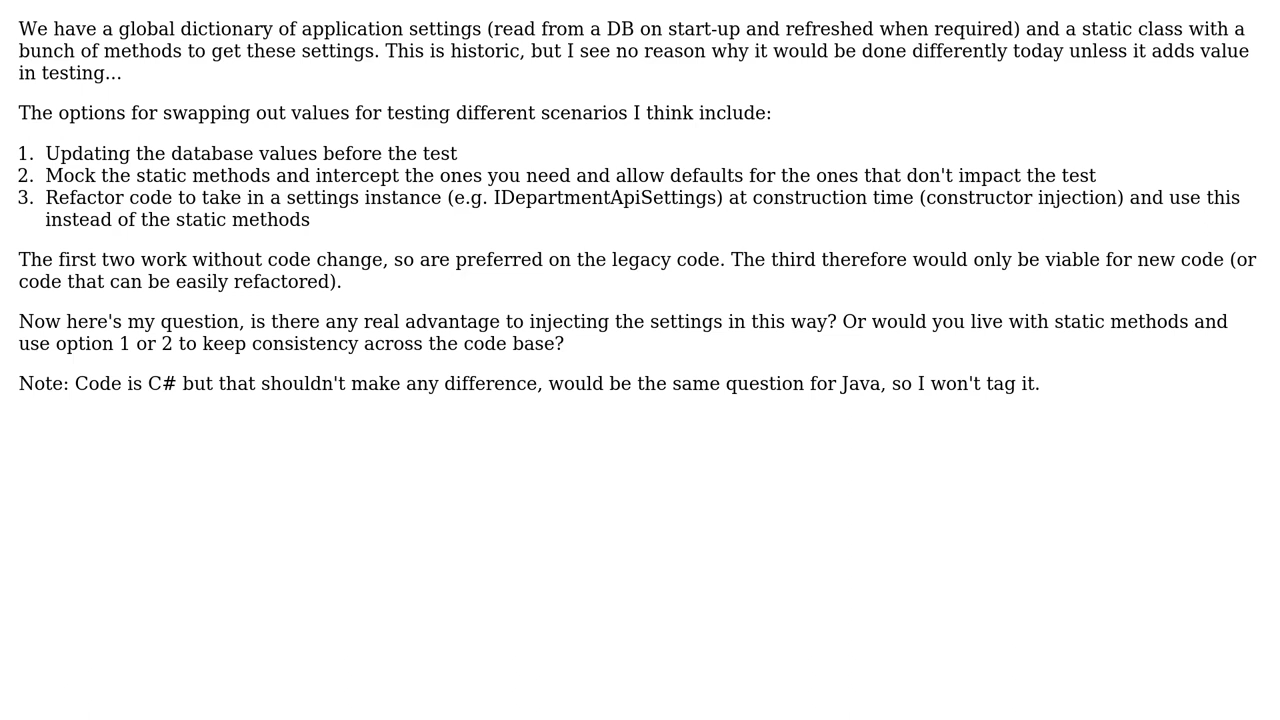 We have a global dictionary of application settings (read from a DB on start-up and refreshed when required) and a static class with a
bunch of methods to get these settings. This is historic, but I see no reason why it would be done differently today unless it adds value
in testing...
The options for swapping out values for testing different scenarios I think include:
1. Updating the database values before the test
2. Mock the static methods and intercept the ones you need and allow defaults for the ones that don't impact the test
3. Refactor code to take in a settings instance (e.g. IDepartmentApiSettings) at construction time (constructor injection) and use this
instead of the static methods
The first two work without code change, so are preferred on the legacy code. The third therefore would only be viable for new code (or
code that can be easily refactored).
Now here's my question, is there any real advantage to injecting the settings in this way? Or would you live with static methods and
use option 1 or 2 to keep consistency across the code base?
Note: Code is C# but that shouldn't make any difference, would be the same question for Java, so I won't tag it.